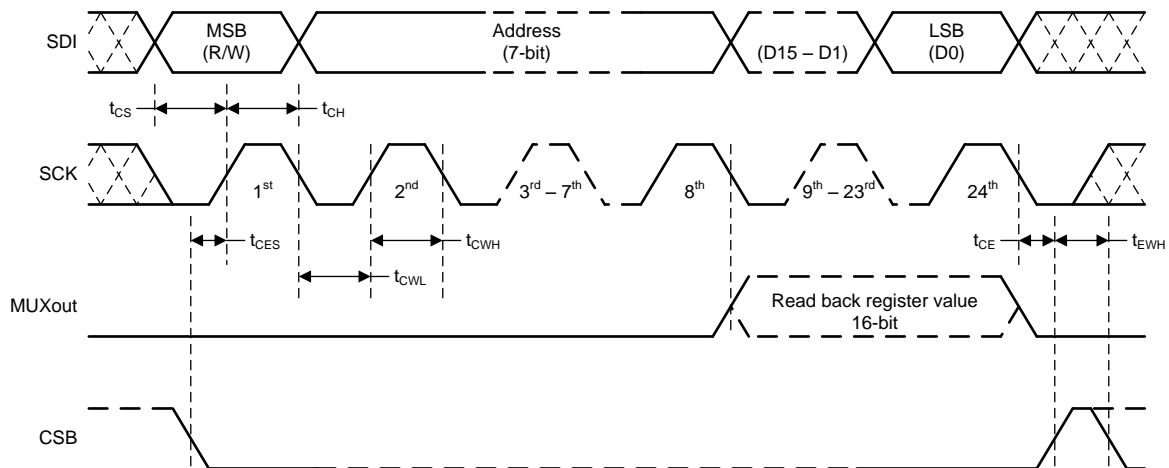 SDI
MSB
(R/W)
Address
(7-bit)
(D15 – D1)
LSB
(D0)
tCS
tCH
SCK
1st
2nd
3rd – 7th
8th
9th – 23rd
24th
tCES
tCWH
tCE
tEWH
tCWL
MUXout
Read back register value
16-bit
CSB